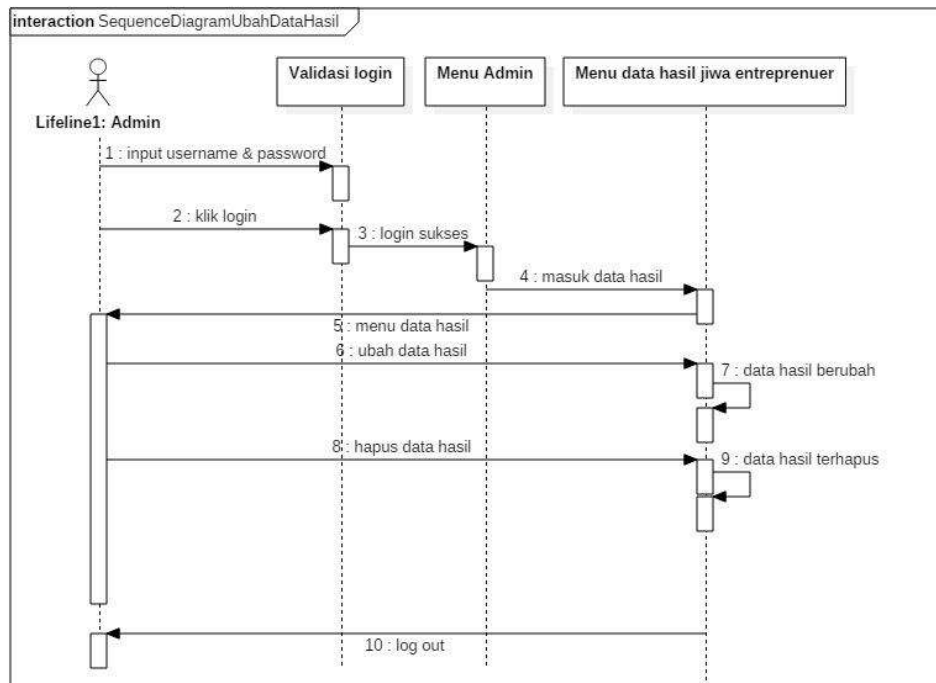 interaction SequenceDiagramUbahDataHasil
Validasi login
Menu Admin
Menu data hasil jiwa entreprenuer
Lifeline1: Admin
1 : input username & password
2 : klik login
3 : login sukses
4 : masuk data hasil
5 : menu data hasil
6 : ubah data hasil
7 : data hasil berubah
8 : hapus data hasil
9 : data hasil terhapus
10 : log out